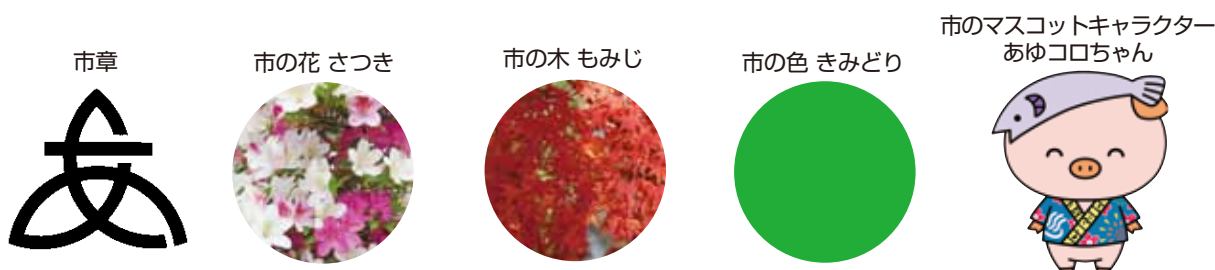 市章
市の花 さつき
市の木 もみじ
市の色 きみどり
市のマスコットキャラクター
あゆコロちゃん